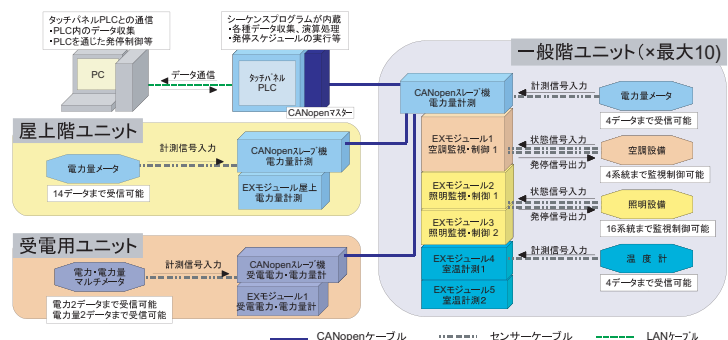 タッチパネルPLCとの通信
・PLC内のデータ収集
・PLCを通じた発停制御等
シーケンスプログラムが内蔵
・各種データ収集、演算処理
・発停スケジュールの実行等
PC
データ通信
タッチパネル
PLC
CANopenマスター
一般階ユニット(×最大10)
CANopenスレーブ機
電力量計測
計測信号入力
電力量メータ
4データまで受信可能
EXモジュール1
空調監視・制御1
状態信号入力
発停信号出力
空調設備
4系統まで監視制御可能
EXモジュール2
照明監視・制御1
EXモジュール3
照明監視・制御2
状態信号入力
発停信号出力
照明設備
16系統まで監視制御可能
EXモジュール4
室温計測1
EXモジュール5
室温計測2
計測信号入力
温度計
4データまで受信可能
屋上階ユニット
電力量メータ
14データまで受信可能
計測信号入力
CANopenスレーブ機
電力量計測
EXモジュール屋上
電力量計測
受電用ユニット
電力・電力量
マルチメータ
電力2データまで受信可能
電力量2データまで受信可能
計測信号入力
CANopenスレーブ機
受電電力・電力量計
EXモジュール1
受電電力・電力量計
CANopenケーブル
センサーケーブル
LANケーブル